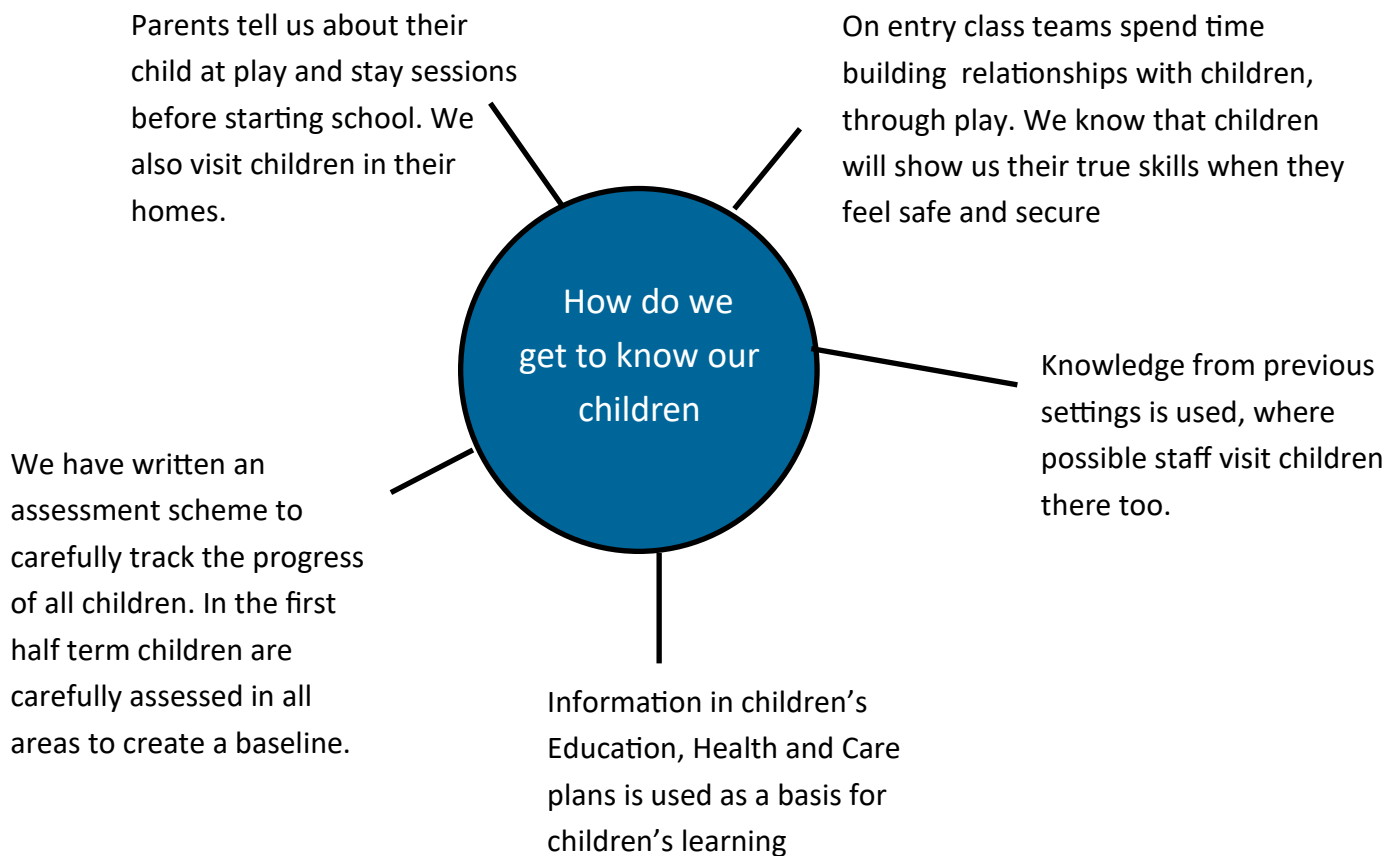 Parents tell us about their
child at play and stay sessions
before starting school. We
also visit children in their
homes.
On entry class teams spend time
building  relationships with children,
through play. We know that children
will show us their true skills when they
feel safe and secure
How do we
get to know our
children
Knowledge from previous
settings is used, where
possible staff visit children
there too.
We have written an
assessment scheme to
carefully track the progress
of all children. In the first
half term children are
carefully assessed in all
areas to create a baseline.
Information in children’s
Education, Health and Care
plans is used as a basis for
children’s learning